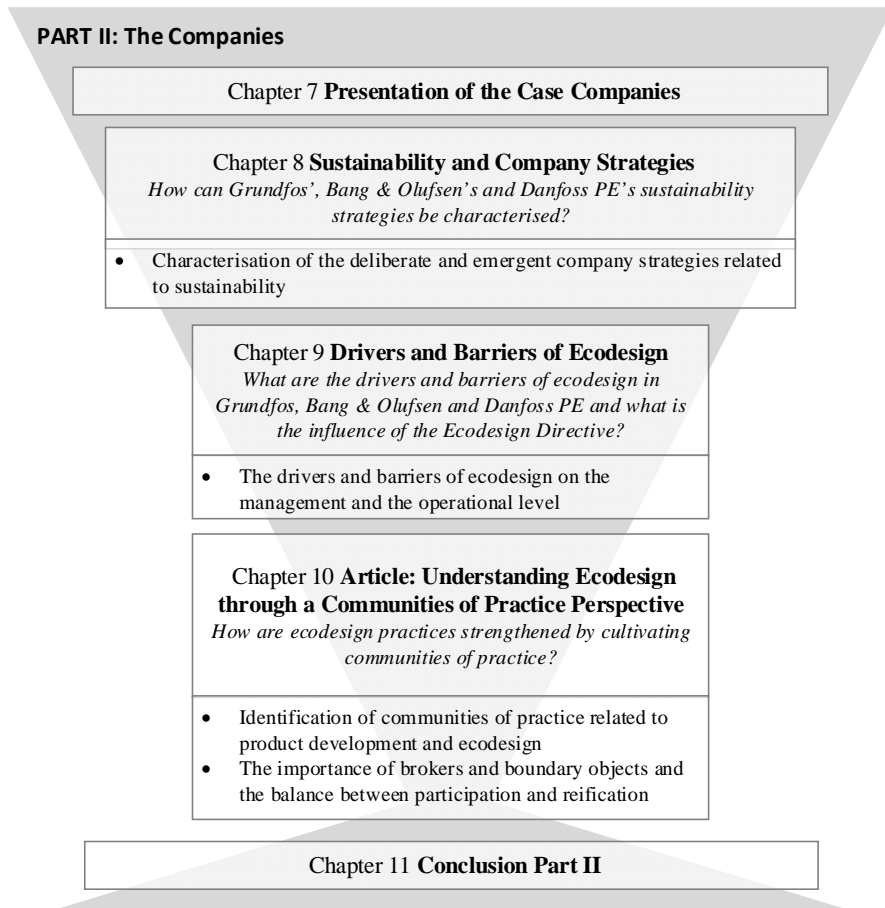 PART II: The Companies
Chapter 7 Presentation of the Case Companies
Chapter 8 Sustainability and Company Strategies
How can Grundfos', Bang & Olufsen's and Danfoss PE's sustainability
strategies be characterised?
• Characterisation of the deliberate and emergent company strategies related
to sustainability
Chapter 9 Drivers and Barriers of Ecodesign
What are the drivers and barriers of ecodesign in
Grundfos, Bang & Olufsen and Danfoss PE and what is
the influence of the Ecodesign Directive?
• The drivers and barriers of ecodesign on the
management and the operational level
Chapter 10 Article: Understanding Ecodesign
through a Communities of Practice Perspective
How are ecodesign practices strengthened by cultivating
communities of practice?
• Identification of communities of practice related to
product development and ecodesign
• The importance of brokers and boundary objects and
the balance between participation and reification
Chapter 11 Conclusion Part II